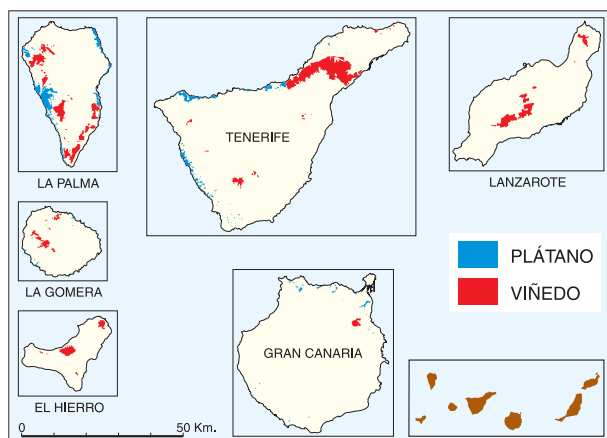 LA PALMA
TENERIFE
LANZAROTE
LA GOMERA
PLÁTANO
VIÑEDO
GRAN CANARIA
EL HIERRO
0 50 Km.